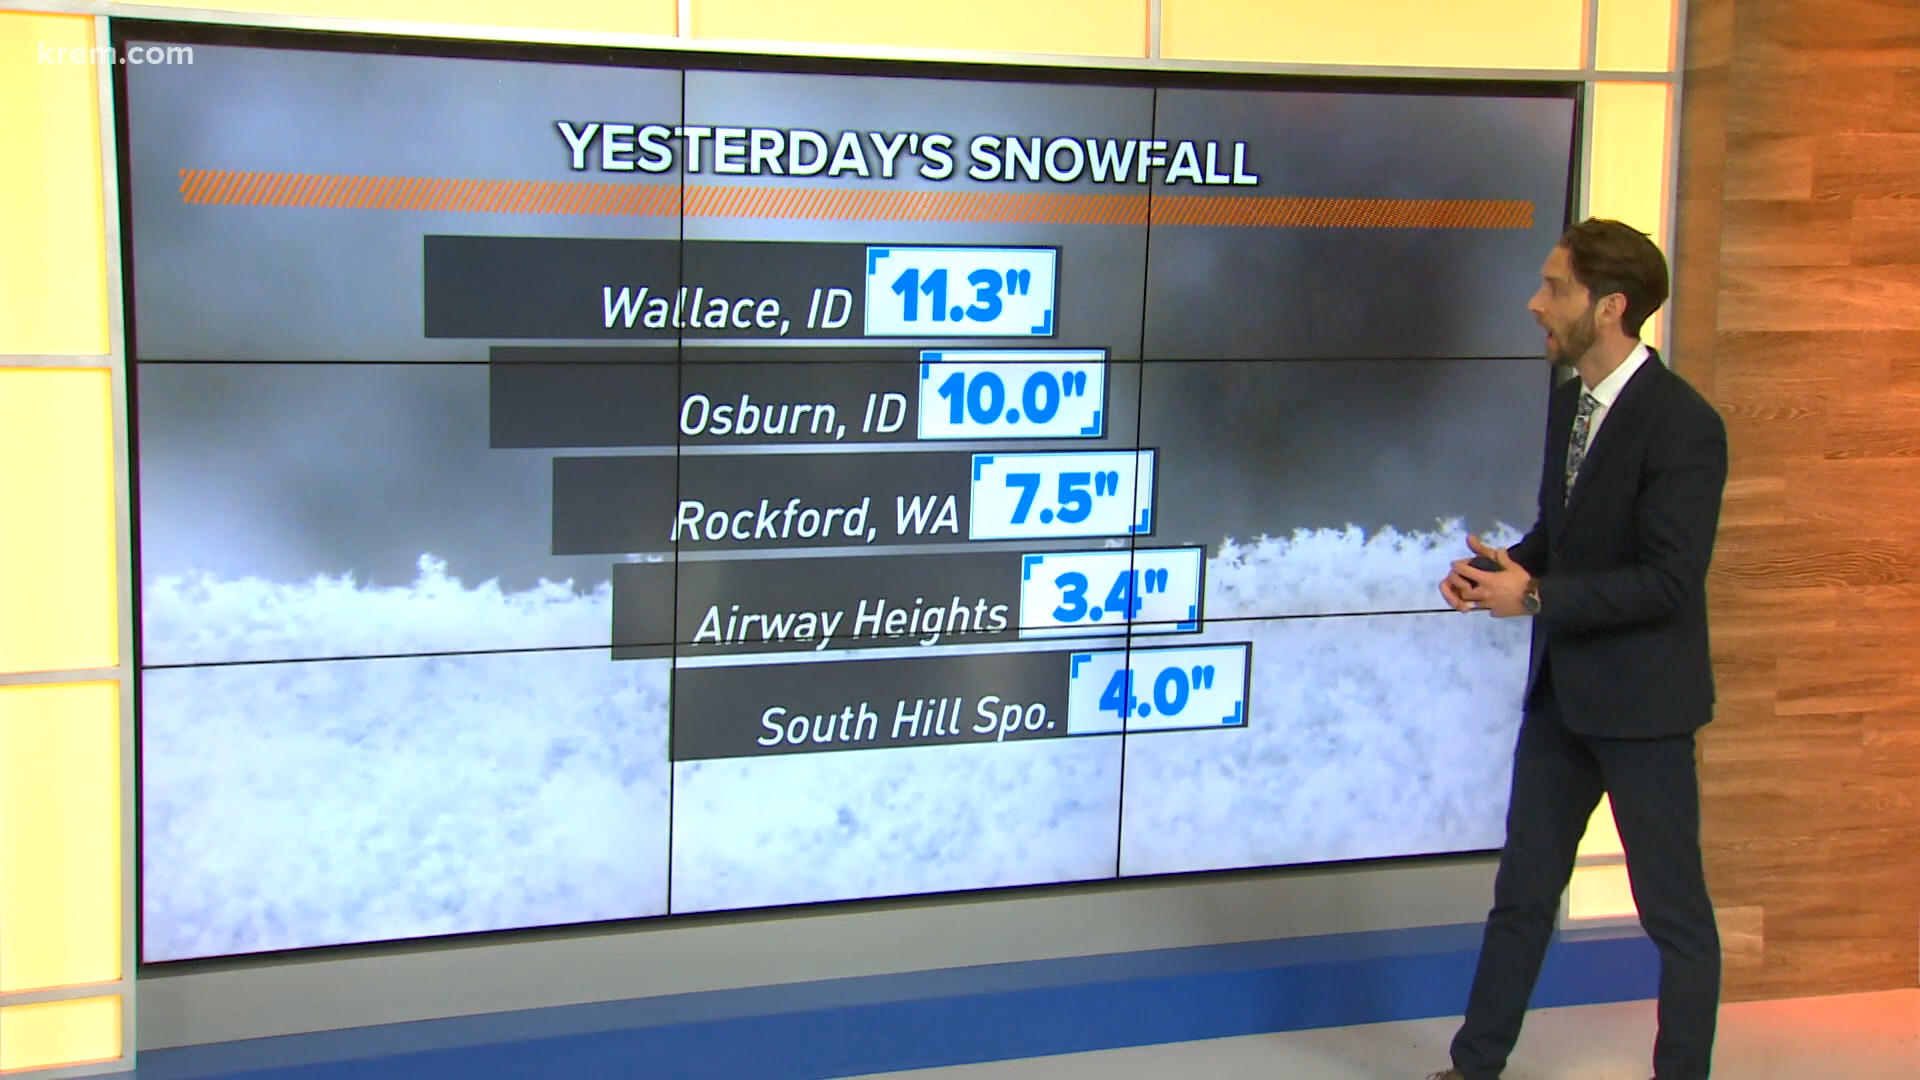 krem.com
YESTERDAY'S SNOWFALL
Wallace, ID 11.3"
Osburn, ID 10.0"
Rockford, WA 7.5"
Airway Heights 3.4"
South Hill Spo. 4.0"